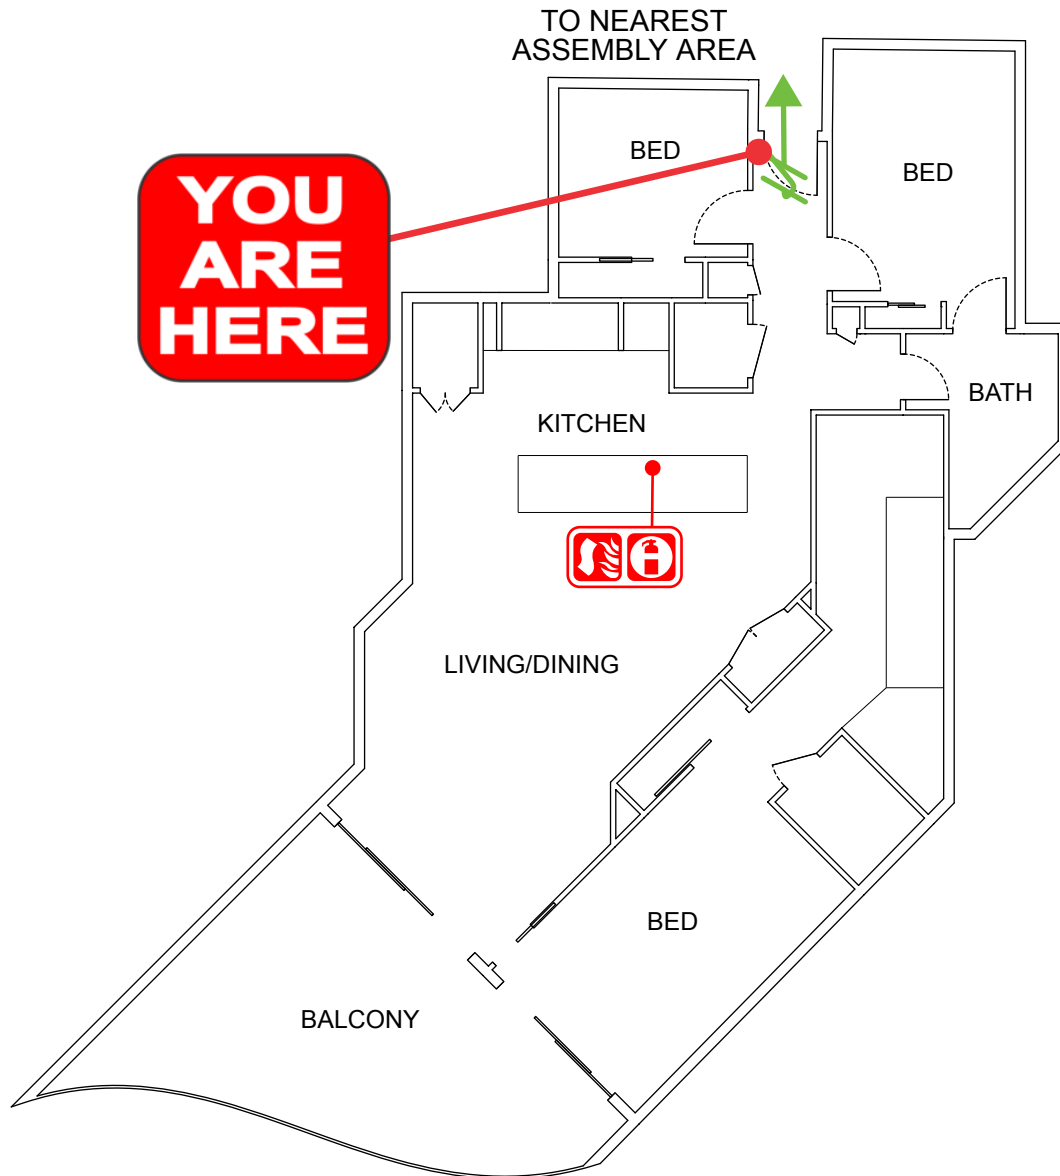 TO NEAREST
ASSEMBLY AREA
BED
BED
YOU
ARE
HERE
BATH
KITCHEN
LIVING/DINING
BED
BALCONY